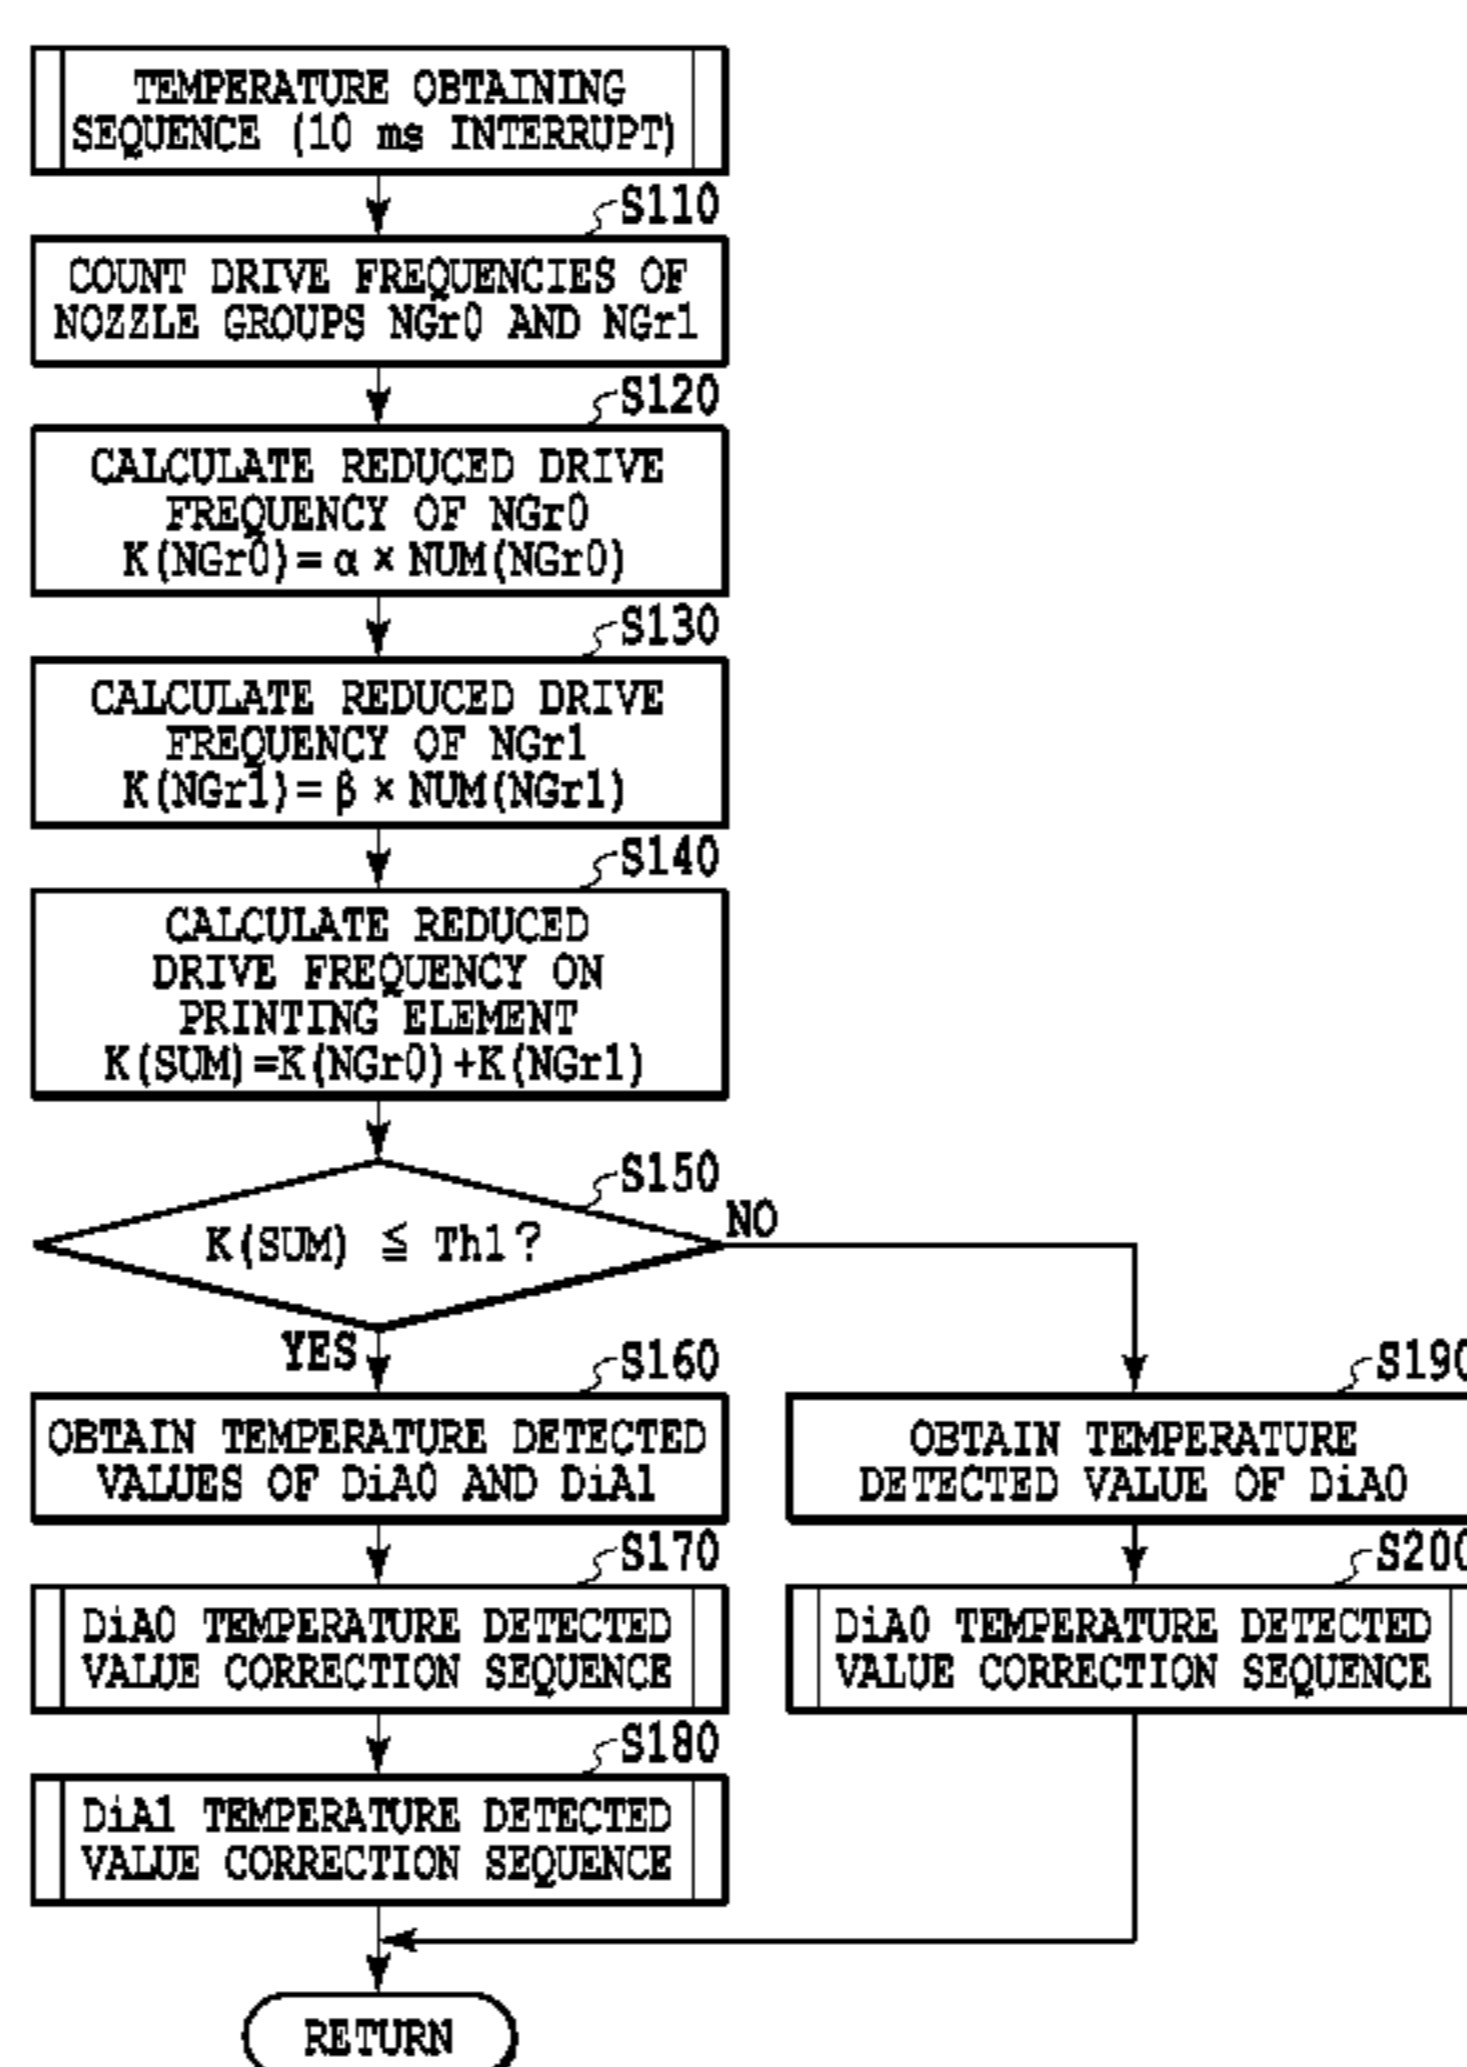 TEMPERATURE OBTAINING
SEQUENCE (10 ms INTERRUPT)
S110
COUNT DRIVE FREQUENCIES OF
NOZZLE GROUPS NGr0 AND NGr1
S120
CALCULATE REDUCED DRIVE
FREQUENCY OF NGr0
K(NGr0)=α×NUM(NGr0)
S130
CALCULATE REDUCED DRIVE
FREQUENCY OF NGr1
K(NGr1)=β×NUM(NGr1)
S140
CALCULATE REDUCED
DRIVE FREQUENCY ON
PRINTING ELEMENT
K(SUM)=K(NGr0)+K(NGr1)
S150
K(SUM) ≦ Th1?
NO
YES
S160
OBTAIN TEMPERATURE DETECTED
VALUES OF DiA0 AND DiA1
S170
DiA0 TEMPERATURE DETECTED
VALUE CORRECTION SEQUENCE
S180
DiA1 TEMPERATURE DETECTED
VALUE CORRECTION SEQUENCE
S190
OBTAIN TEMPERATURE
DETECTED VALUE OF DiA0
S200
DiA0 TEMPERATURE DETECTED
VALUE CORRECTION SEQUENCE
RETURN